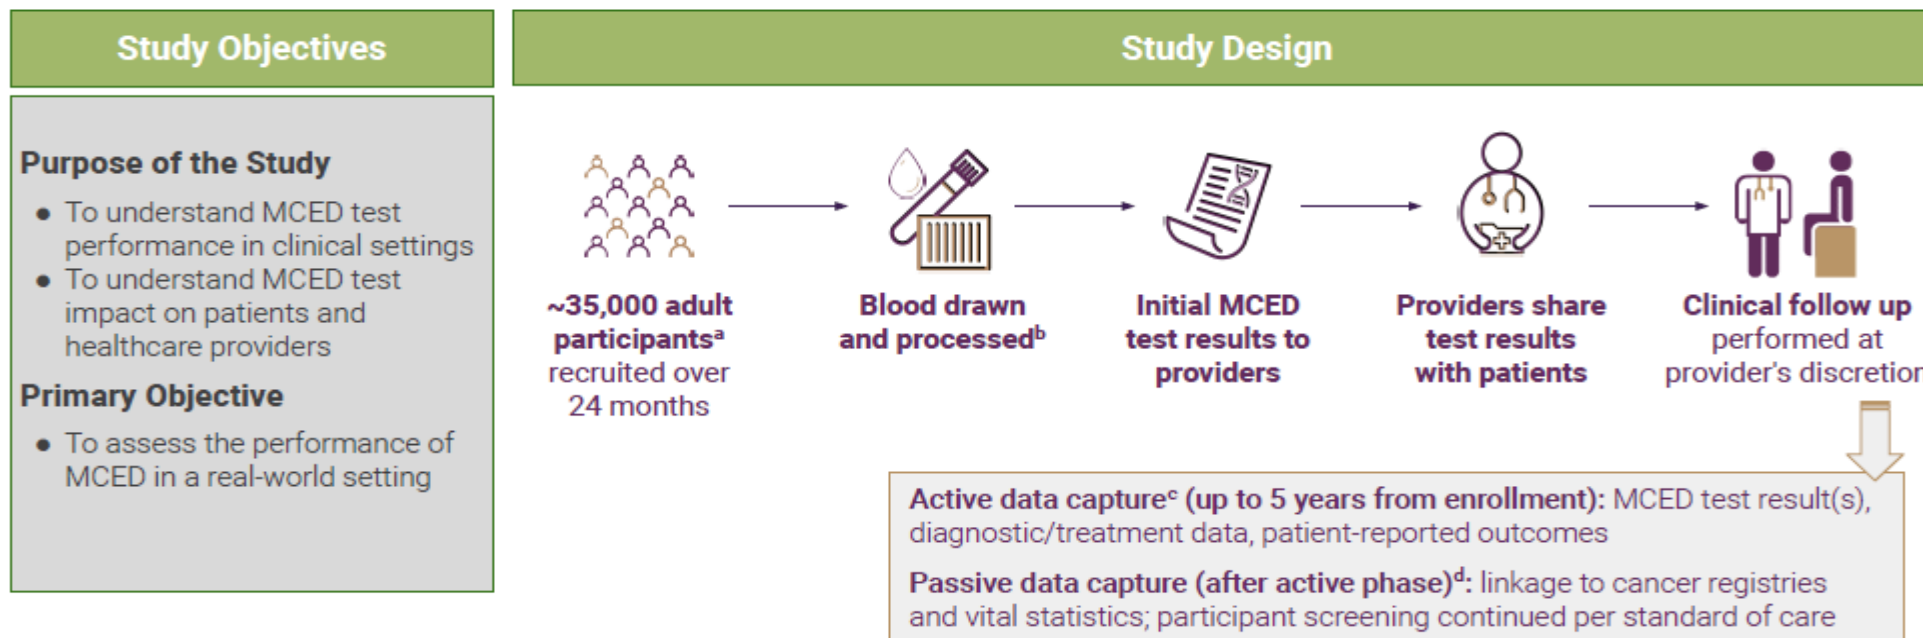 Study Objectives
Purpose of the Study
● To understand MCED test
performance in clinical settings
● To understand MCED test
impact on patients and
healthcare providers
Primary Objective
● To assess the performance of
MCED in a real-world setting
Study Design
~35,000 adult
participantsᵃ
recruited over
24 months
Blood drawn
and processedᵇ
Initial MCED
test results to
providers
Providers share
test results
with patients
Clinical follow up
performed at
provider's discretion
Active data captureᶜ (up to 5 years from enrollment): MCED test result(s),
diagnostic/treatment data, patient-reported outcomes
Passive data capture (after active phase)ᵈ: linkage to cancer registries
and vital statistics; participant screening continued per standard of care